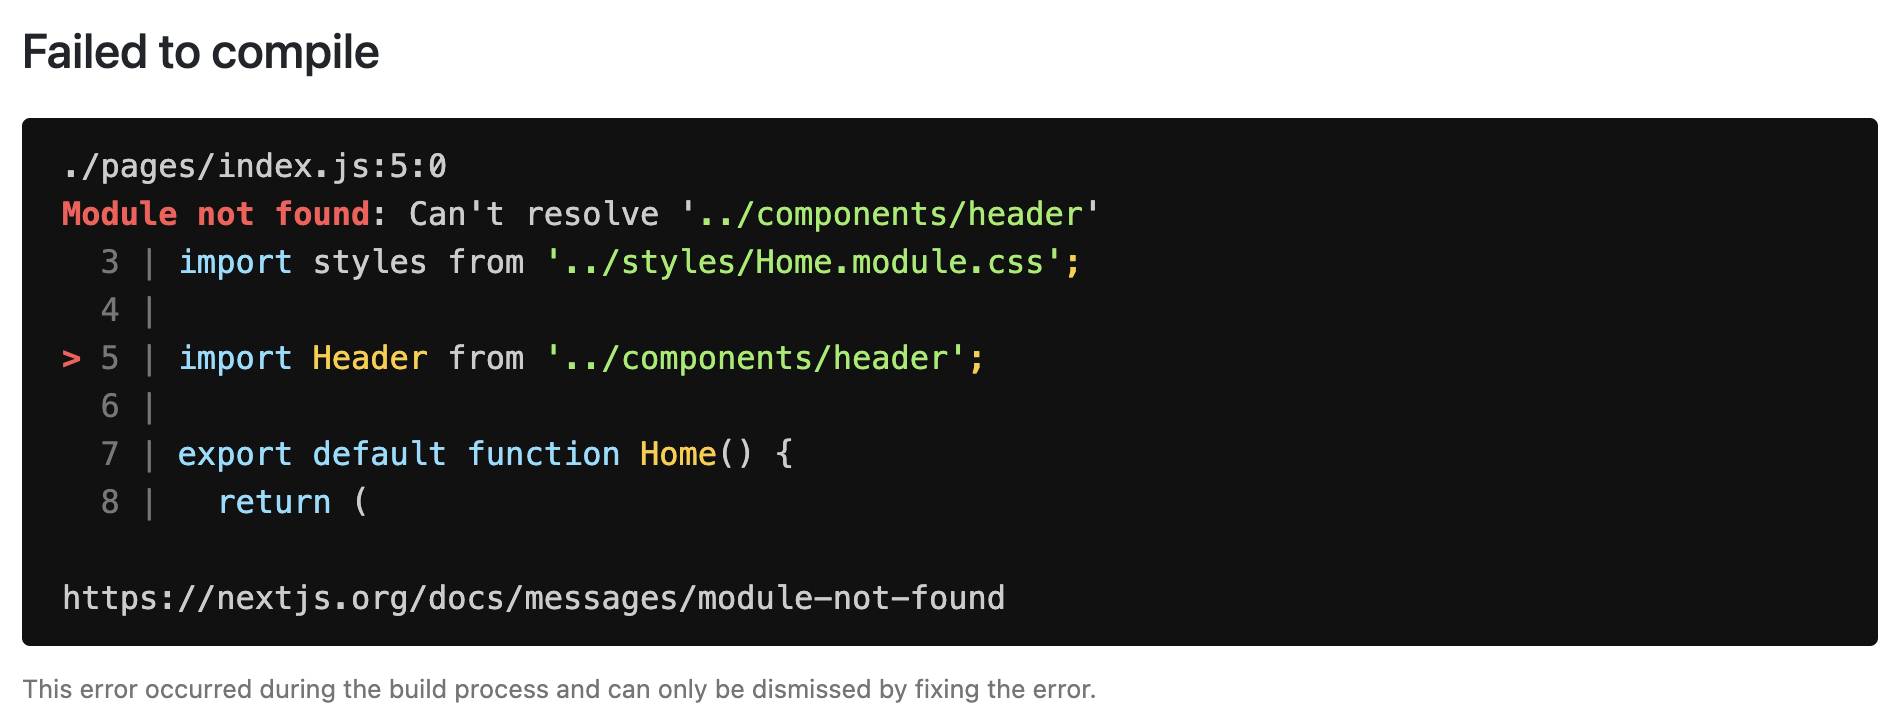 Failed to compile
./pages/index.js:5:0
Module not found: Can't resolve '../components/header'
  3 | import styles from '../styles/Home.module.css';
  4 |
> 5 | import Header from '../components/header';
  6 |
  7 | export default function Home() {
  8 |   return (
https://nextjs.org/docs/messages/module-not-found
This error occurred during the build process and can only be dismissed by fixing the error.